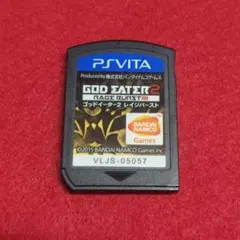 PSVITA
Produced by 株式会社バンダイナムコゲームス
GOD EATER 2
RAGE BURST
ゴッドイーター2 レイジバースト
BANDAI
NAMCO
Games
©2015 BANDAI NAMCO Games Inc.
VLJS-05057